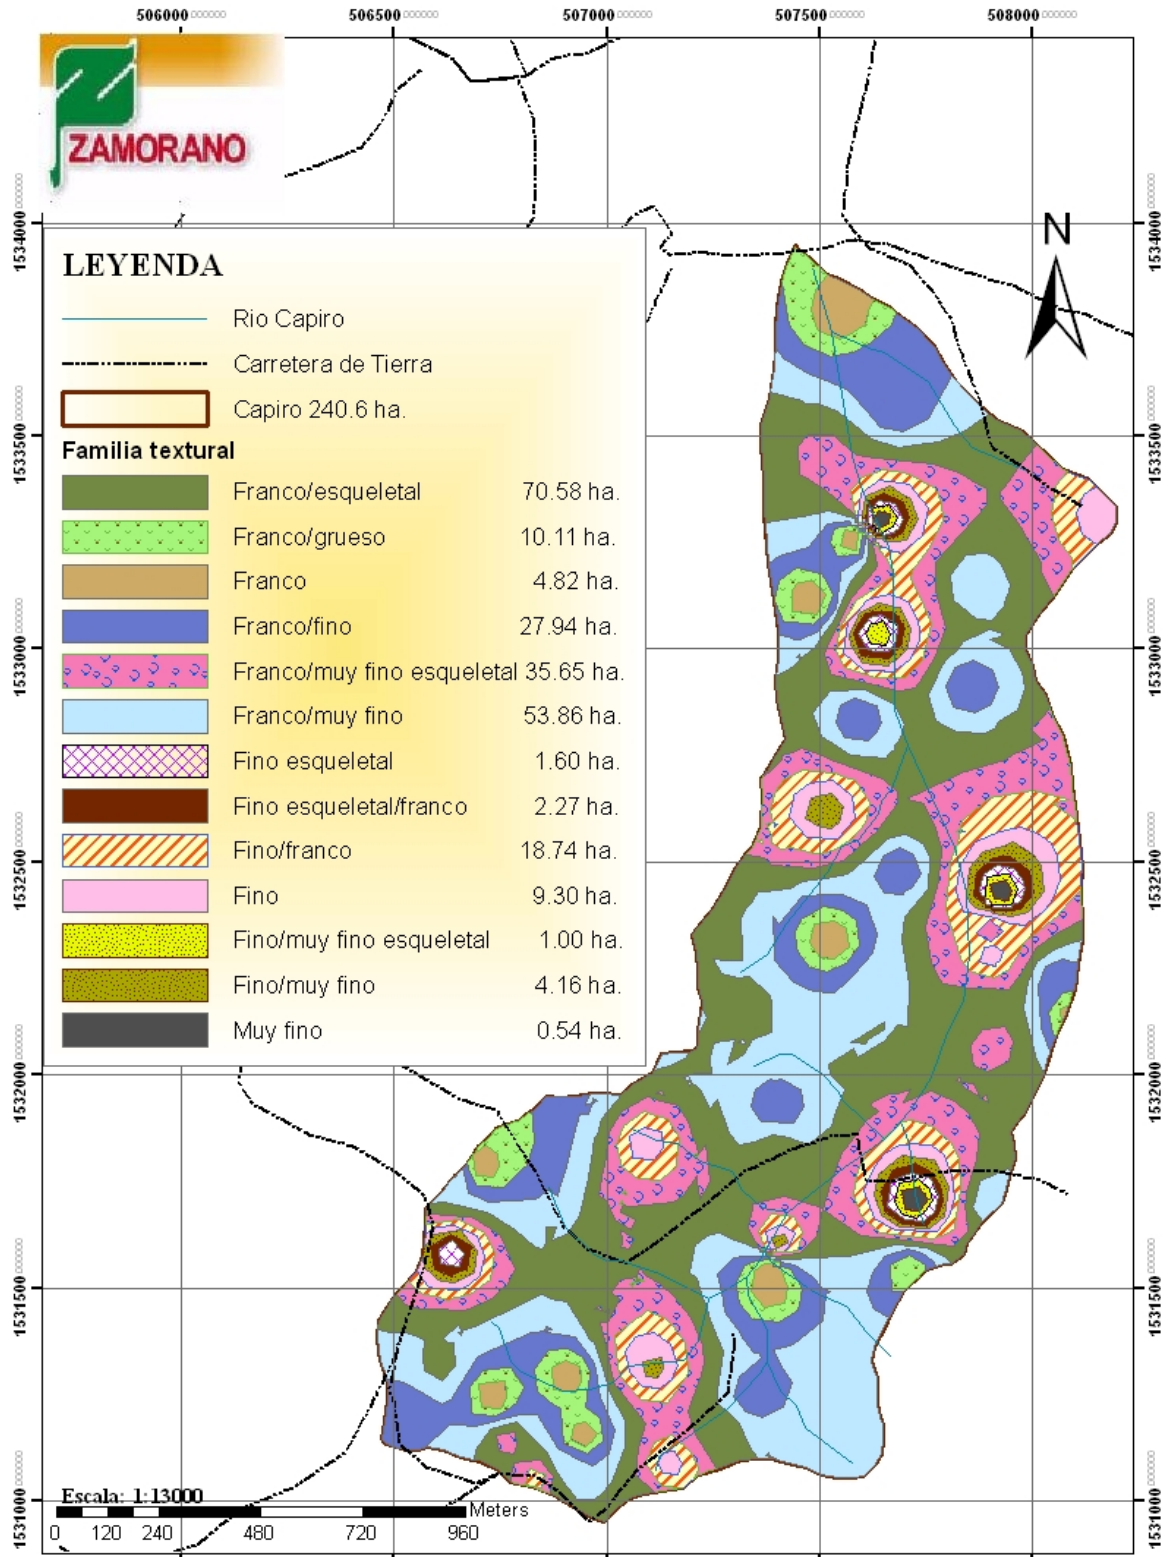 506000 506500 507000 507500 508000
ZAMORANO
N
LEYENDA
Rio Capiro
Carretera de Tierra
Capiro 240.6 ha.
Familia textural
Franco/esqueletal 70.58 ha.
Franco/grueso 10.11 ha.
Franco 4.82 ha.
Franco/fino 27.94 ha.
Franco/muy fino esqueletal 35.65 ha.
Franco/muy fino 53.86 ha.
Fino esqueletal 1.60 ha.
Fino esqueletal/franco 2.27 ha.
Fino/franco 18.74 ha.
Fino 9.30 ha.
Fino/muy fino esqueletal 1.00 ha.
Fino/muy fino 4.16 ha.
Muy fino 0.54 ha.
1534000
1533500
1533000
1532500
1532000
1531500
1531000
1534000
1533500
1533000
1532500
1532000
1531500
1531000
Escala: 1:13000
Meters
0 120 240 480 720 960